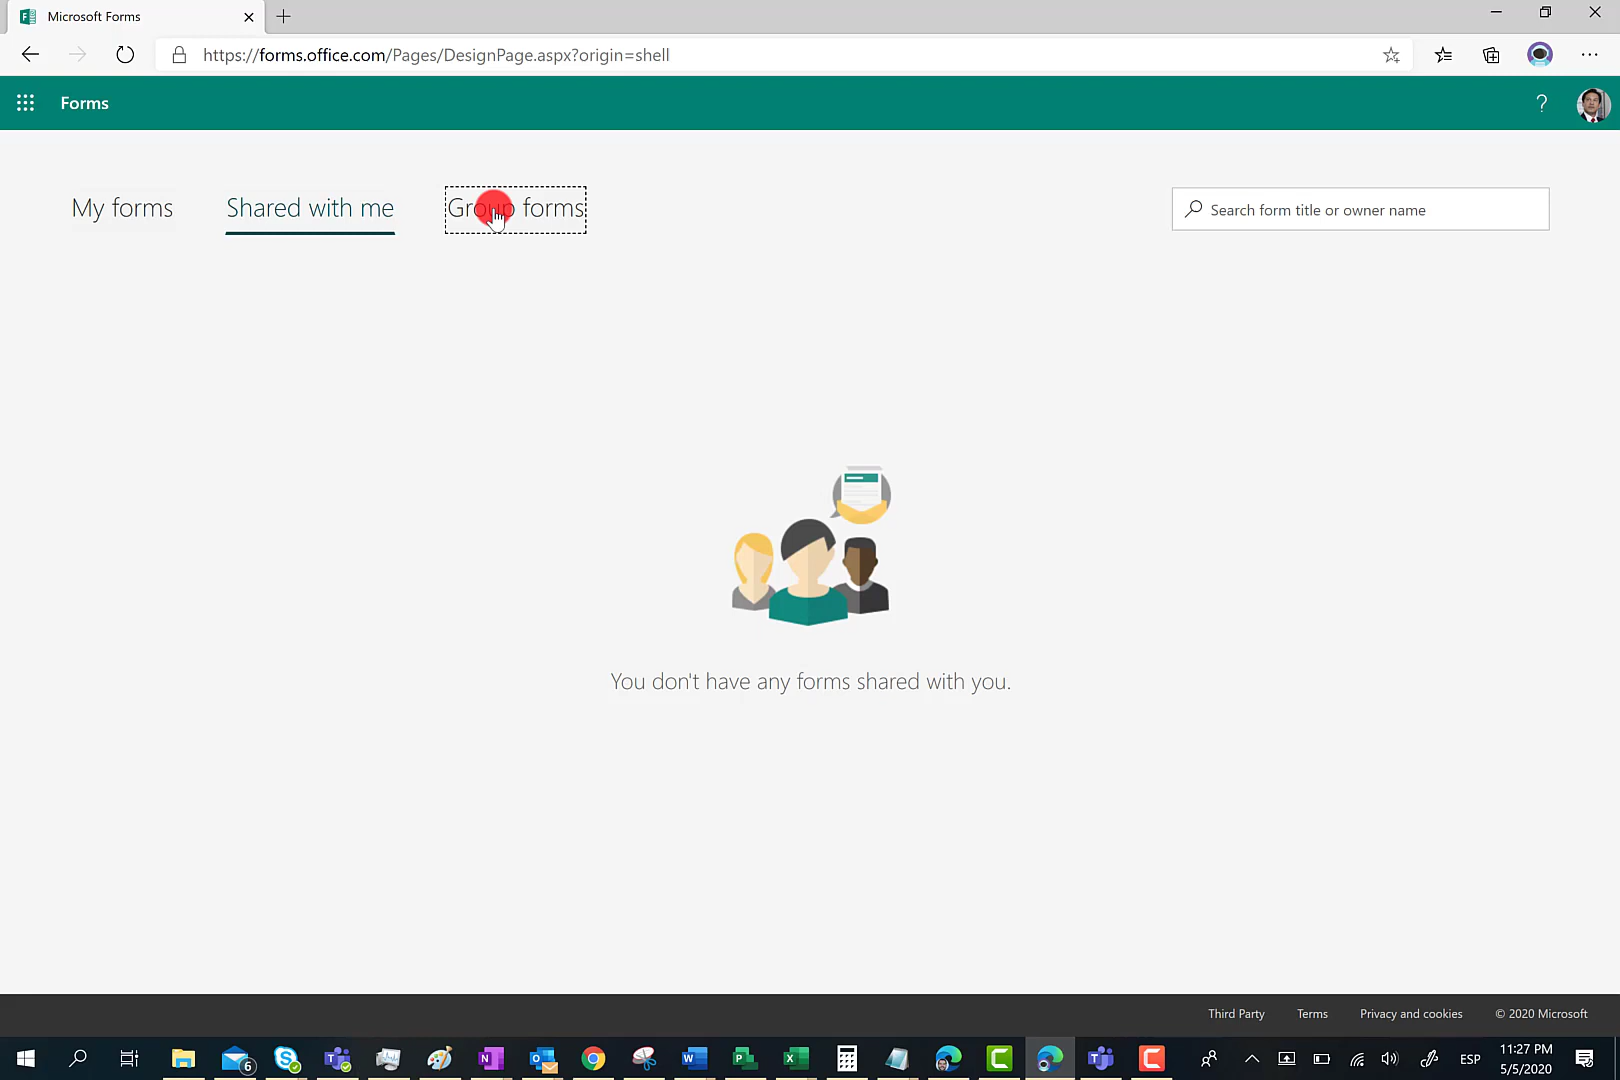 Microsoft Forms
https://forms.office.com/Pages/DesignPage.aspx?origin=shell
Forms
?
My forms
Shared with me
Group forms
Search form title or owner name
You don't have any forms shared with you.
Third Party
Terms
Privacy and cookies
© 2020 Microsoft
6
ESP
11:27 PM
5/5/2020